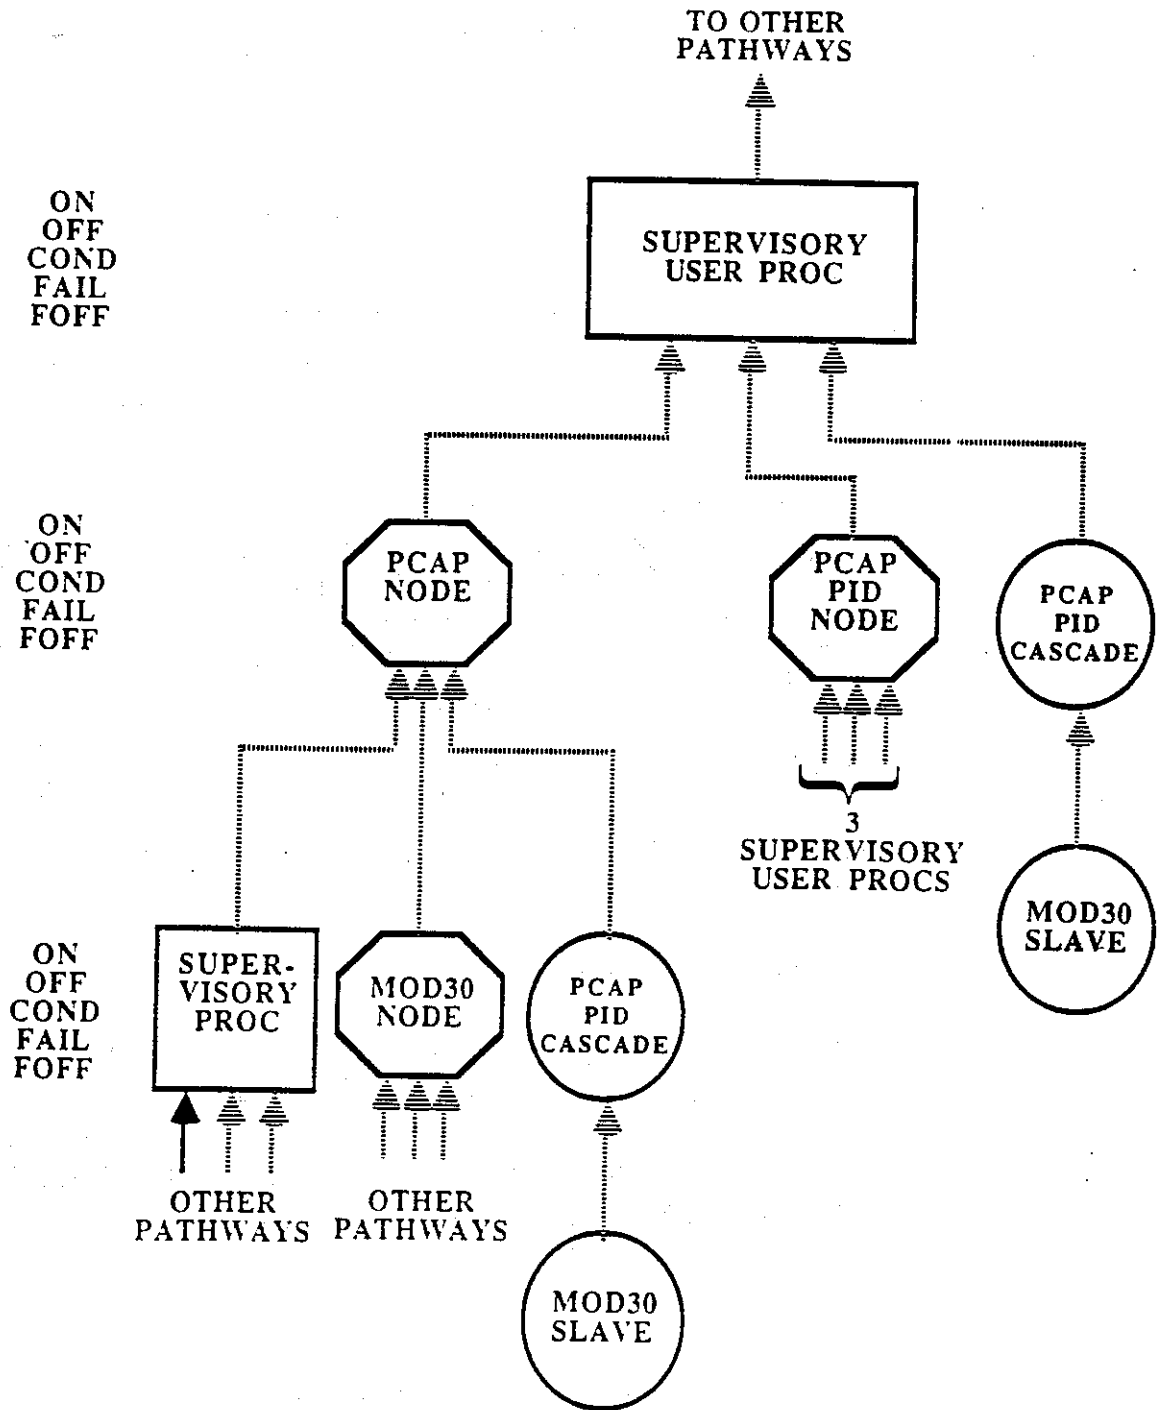 TO OTHER
PATHWAYS
ON
OFF
COND
FAIL
FOFF
SUPERVISORY
USER PROC
ON
OFF
COND
FAIL
FOFF
PCAP
NODE
PCAP
PID
NODE
PCAP
PID
CASCADE
3
SUPERVISORY
USER PROCS
MOD30
SLAVE
ON
OFF
COND
FAIL
FOFF
SUPER-
VISORY
PROC
MOD30
NODE
PCAP
PID
CASCADE
OTHER
PATHWAYS
OTHER
PATHWAYS
MOD30
SLAVE